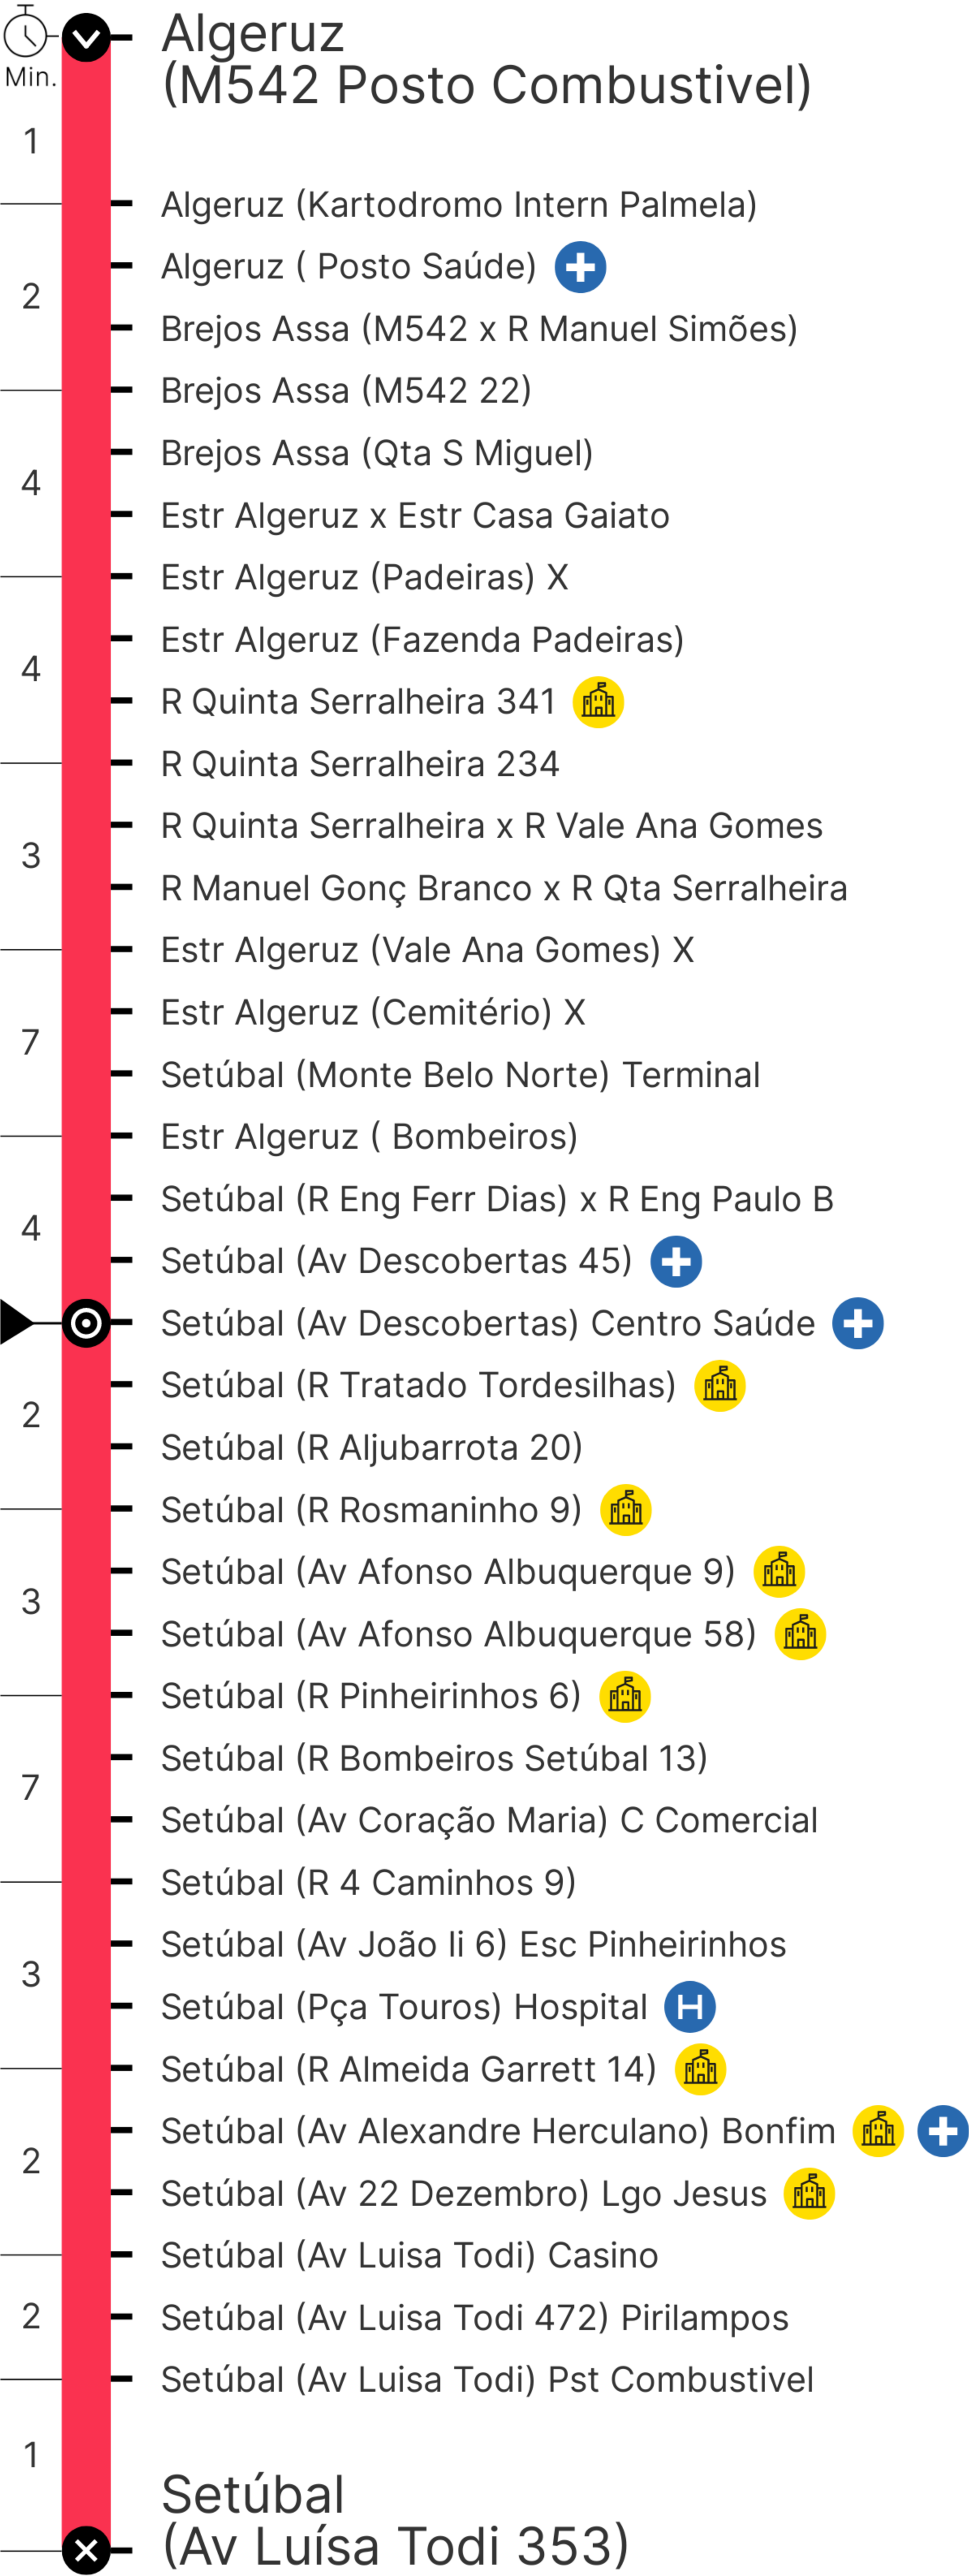 Algeruz
(M542 Posto Combustivel)
Min.
1
Algeruz (Kartodromo Intern Palmela)
Algeruz ( Posto Saúde)
2
Brejos Assa (M542 x R Manuel Simões)
Brejos Assa (M542 22)
Brejos Assa (Qta S Miguel)
4
Estr Algeruz x Estr Casa Gaiato
Estr Algeruz (Padeiras) X
Estr Algeruz (Fazenda Padeiras)
4
R Quinta Serralheira 341
R Quinta Serralheira 234
R Quinta Serralheira x R Vale Ana Gomes
3
R Manuel Gonç Branco x R Qta Serralheira
Estr Algeruz (Vale Ana Gomes) X
Estr Algeruz (Cemitério) X
7
Setúbal (Monte Belo Norte) Terminal
Estr Algeruz ( Bombeiros)
Setúbal (R Eng Ferr Dias) x R Eng Paulo B
4
Setúbal (Av Descobertas 45)
Setúbal (Av Descobertas) Centro Saúde
Setúbal (R Tratado Tordesilhas)
2
Setúbal (R Aljubarrota 20)
Setúbal (R Rosmaninho 9)
Setúbal (Av Afonso Albuquerque 9)
3
Setúbal (Av Afonso Albuquerque 58)
Setúbal (R Pinheirinhos 6)
Setúbal (R Bombeiros Setúbal 13)
7
Setúbal (Av Coração Maria) C Comercial
Setúbal (R 4 Caminhos 9)
Setúbal (Av João Ii 6) Esc Pinheirinhos
3
Setúbal (Pça Touros) Hospital H
Setúbal (R Almeida Garrett 14)
Setúbal (Av Alexandre Herculano) Bonfim
2
Setúbal (Av 22 Dezembro) Lgo Jesus
Setúbal (Av Luisa Todi) Casino
2
Setúbal (Av Luisa Todi 472) Pirilampos
Setúbal (Av Luisa Todi) Pst Combustivel
1
Setúbal
(Av Luísa Todi 353)